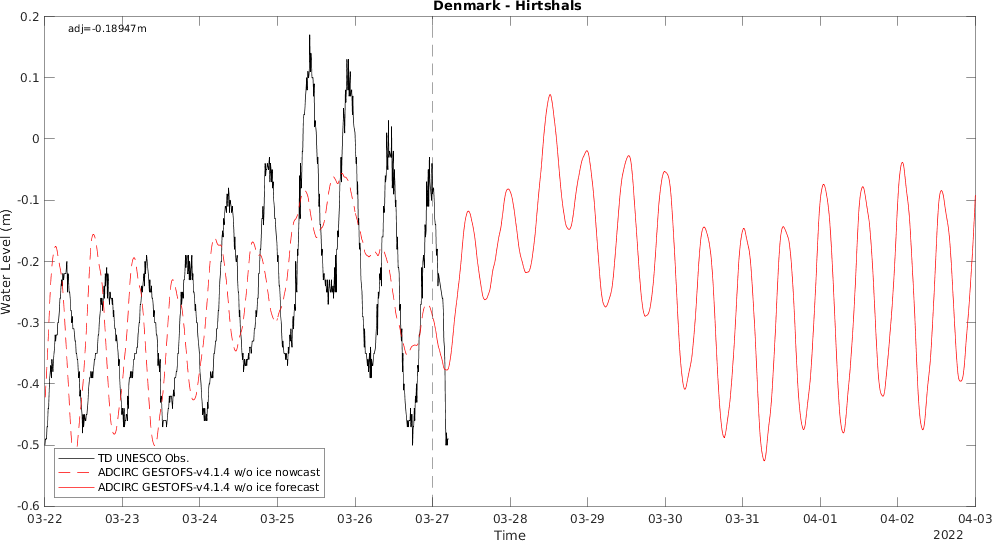 Denmark - Hirtshals
adj=-0.18947m
0.2
0.1
0
-0.1
-0.2
-0.3
-0.4
-0.5
-0.6
Water Level (m)
TD UNESCO Obs.
ADCIRC GESTOFS-v4.1.4 w/o ice nowcast
ADCIRC GESTOFS-v4.1.4 w/o ice forecast
03-22 03-23 03-24 03-25 03-26 03-27 03-28 03-29 03-30 03-31 04-01 04-02 04-03
Time
2022